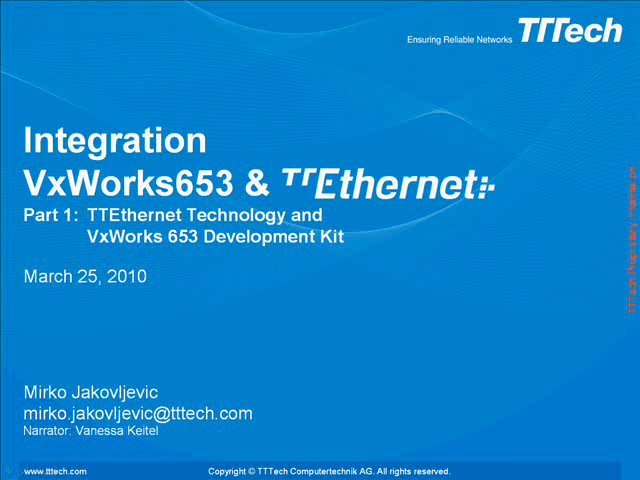 Ensuring Reliable Networks TTTech
Integration
VxWorks653 & TTEthernet
Part 1: TTEthernet Technology and
VxWorks 653 Development Kit
March 25, 2010
Mirko Jakovljevic
mirko.jakovljevic@tttech.com
Narrator: Vanessa Keitel
www.tttech.com
Copyright © TTTech Computertechnik AG. All rights reserved.